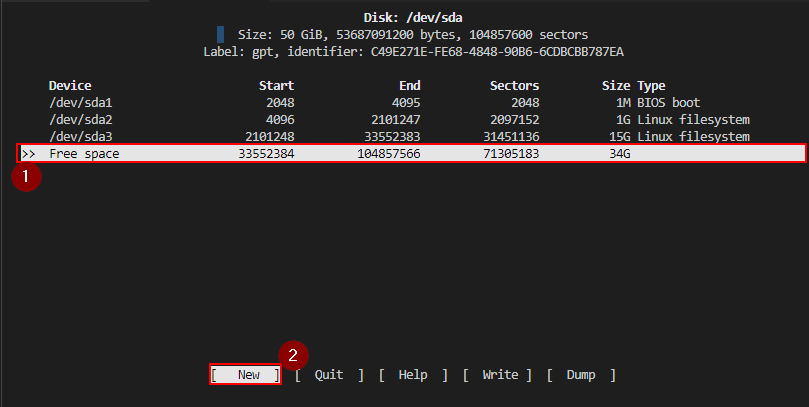 Disk: /dev/sda
Size: 50 GiB, 53687091200 bytes, 104857600 sectors
Label: gpt, identifier: C49E271E-FE68-4848-90B6-6CDBCBB787EA
Device Start End Sectors Size Type
/dev/sda1 2048 4095 2048 1M BIOS boot
/dev/sda2 4096 2101247 2097152 1G Linux filesystem
/dev/sda3 2101248 33552383 31451136 15G Linux filesystem
>> Free space 33552384 104857566 71305183 34G
1
2
[ New ] [ Quit ] [ Help ] [ Write ] [ Dump ]